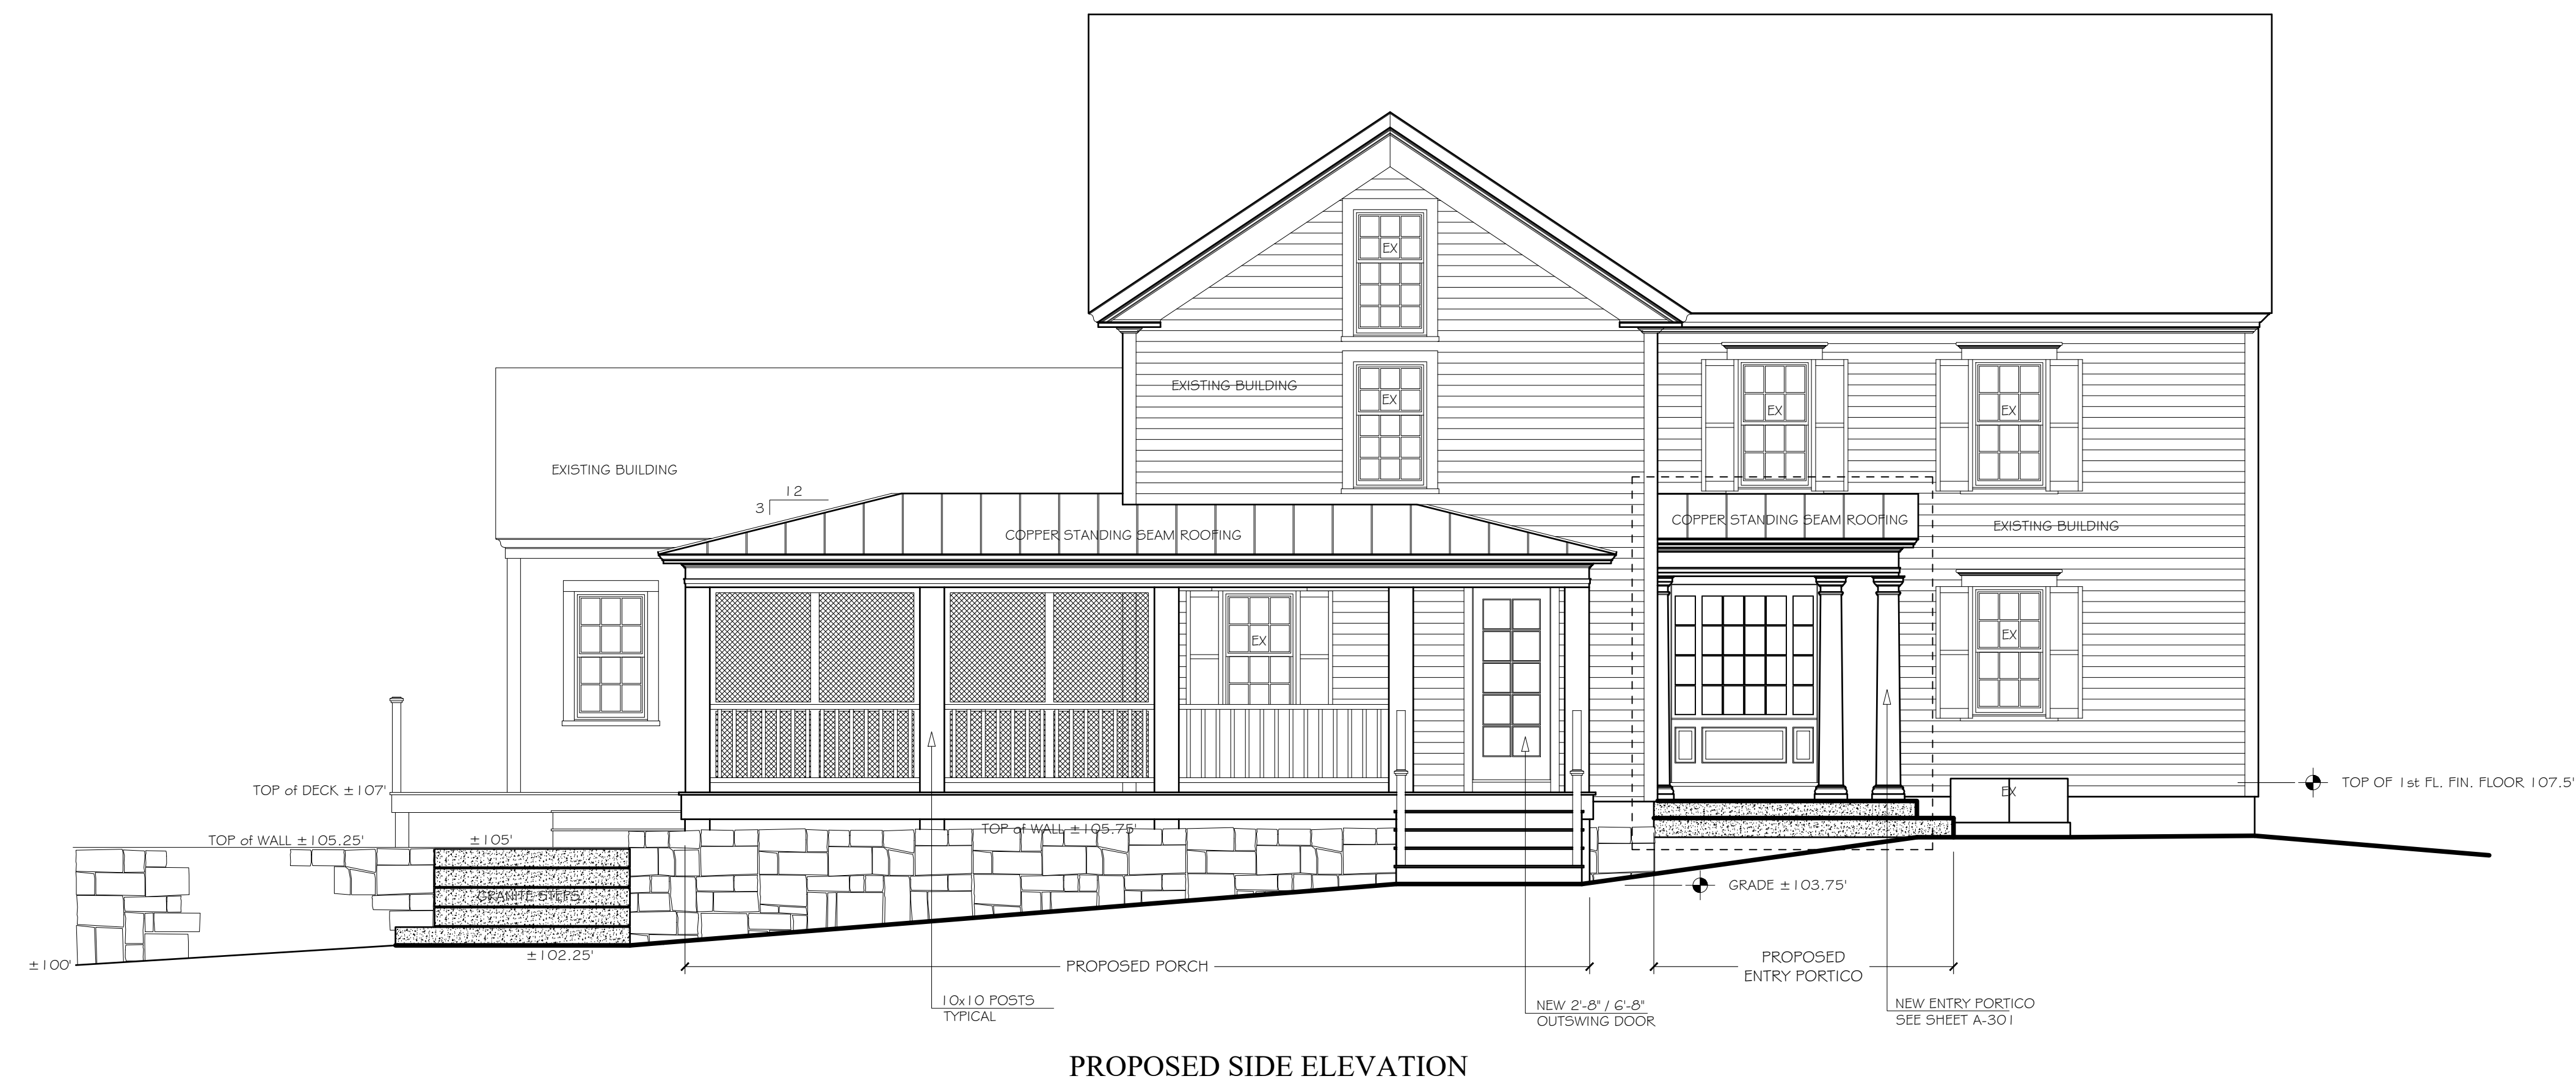 EX
EXISTING BUILDING
EX
EX
EX
EXISTING BUILDING
12
3
COPPER STANDING SEAM ROOFING
COPPER STANDING SEAM ROOFING
EXISTING BUILDING
EX
EX
TOP of DECK ±107'
EX
TOP OF 1st FL. FIN. FLOOR 107.5'
TOP of WALL ±105.25'
±105'
TOP of WALL ±105.75'
GRANITE STEPS
GRADE ±103.75'
±102.25'
±100'
PROPOSED PORCH
PROPOSED
ENTRY PORTICO
10x10 POSTS
TYPICAL
NEW 2'-8" / 6'-8"
OUTSWING DOOR
NEW ENTRY PORTICO
SEE SHEET A-301
PROPOSED SIDE ELEVATION